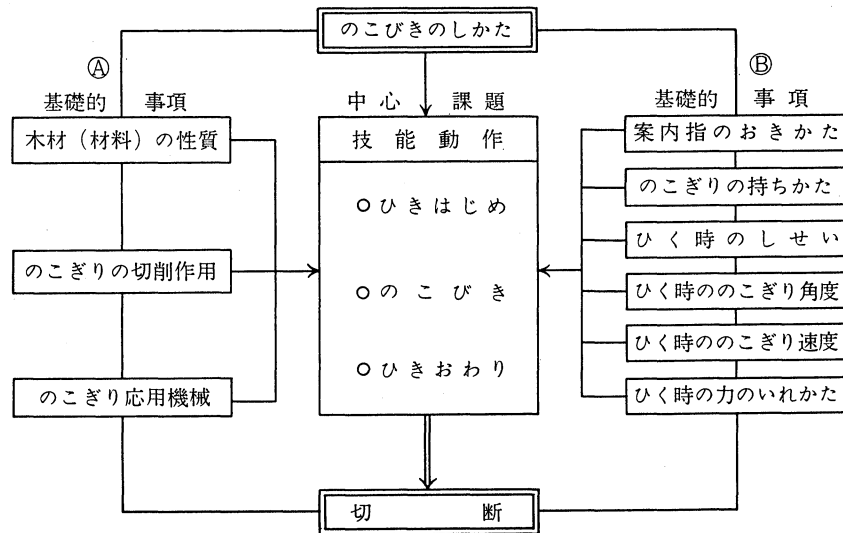 のこびきのしかた
Ⓐ
基礎的 事項
木材（材料）の性質
のこぎりの切削作用
のこぎり応用機械
中心 課題
技能動作
○ひきはじめ
○のこびき
○ひきおわり
Ⓑ
基礎的 事項
案内指のおきかた
のこぎりの持ちかた
ひく時のしせい
ひく時ののこぎり角度
ひく時ののこぎり速度
ひく時の力のいれかた
切断